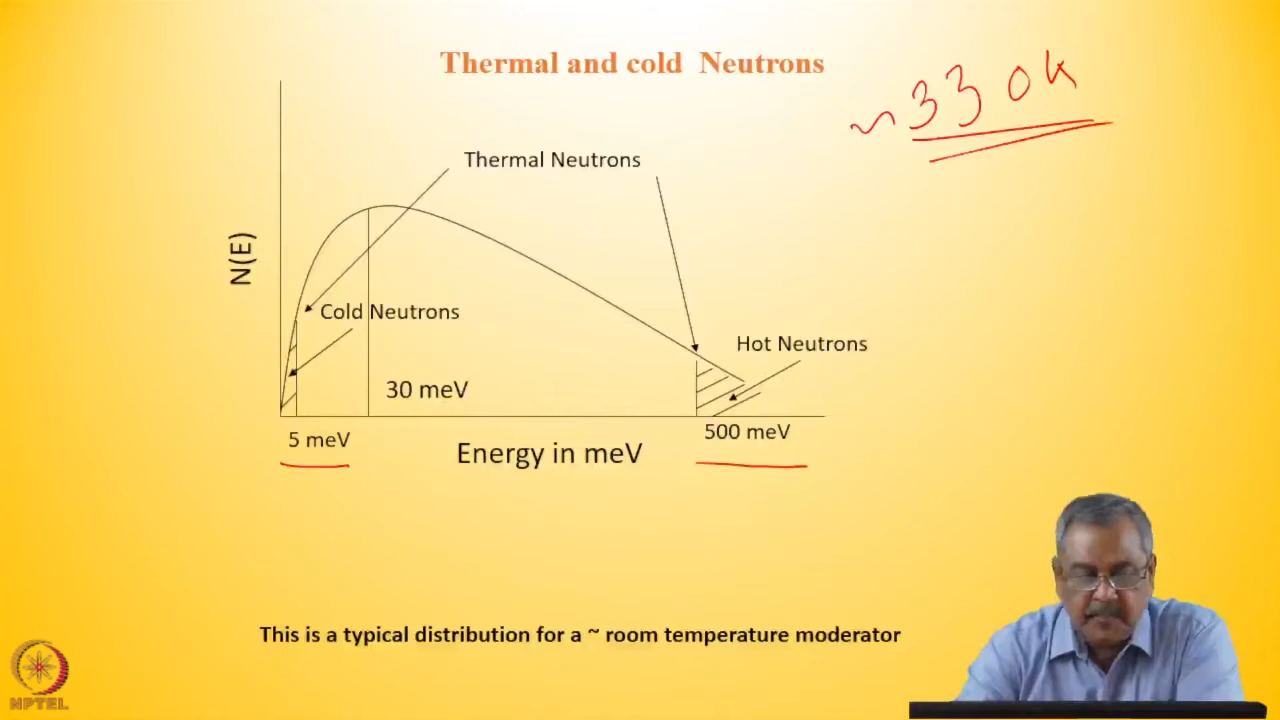 Thermal and cold Neutrons
~330K
Thermal Neutrons
N(E)
Cold Neutrons
Hot Neutrons
30 meV
5 meV
500 meV
Energy in meV
This is a typical distribution for a ~ room temperature moderator
NPTEL